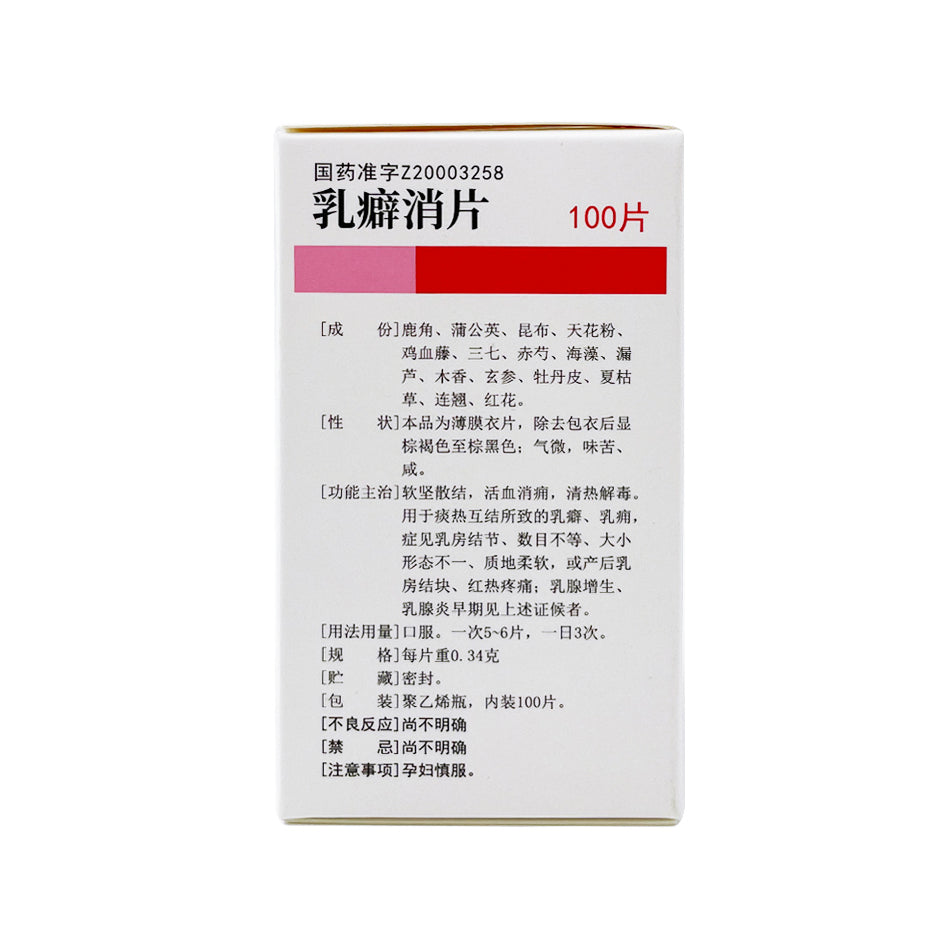 国药准字Z20003258
乳癖消片 100片
[成 份]鹿角、蒲公英、昆布、天花粉、
鸡血藤、三七、赤芍、海藻、漏
芦、木香、玄参、牡丹皮、夏枯
草、连翘、红花。
[性 状]本品为薄膜衣片，除去包衣后显
棕褐色至棕黑色；气微，味苦、
咸。
[功能主治]软坚散结，活血消痈，清热解毒。
用于痰热互结所致的乳癖、乳痈，
症见乳房结节、数目不等、大小
形态不一、质地柔软，或产后乳
房结块、红热疼痛；乳腺增生、
乳腺炎早期见上述证候者。
[用法用量]口服。一次5~6片，一日3次。
[规 格]每片重0.34克
[贮 藏]密封。
[包 装]聚乙烯瓶，内装100片。
[不良反应]尚不明确
[禁 忌]尚不明确
[注意事项]孕妇慎服。